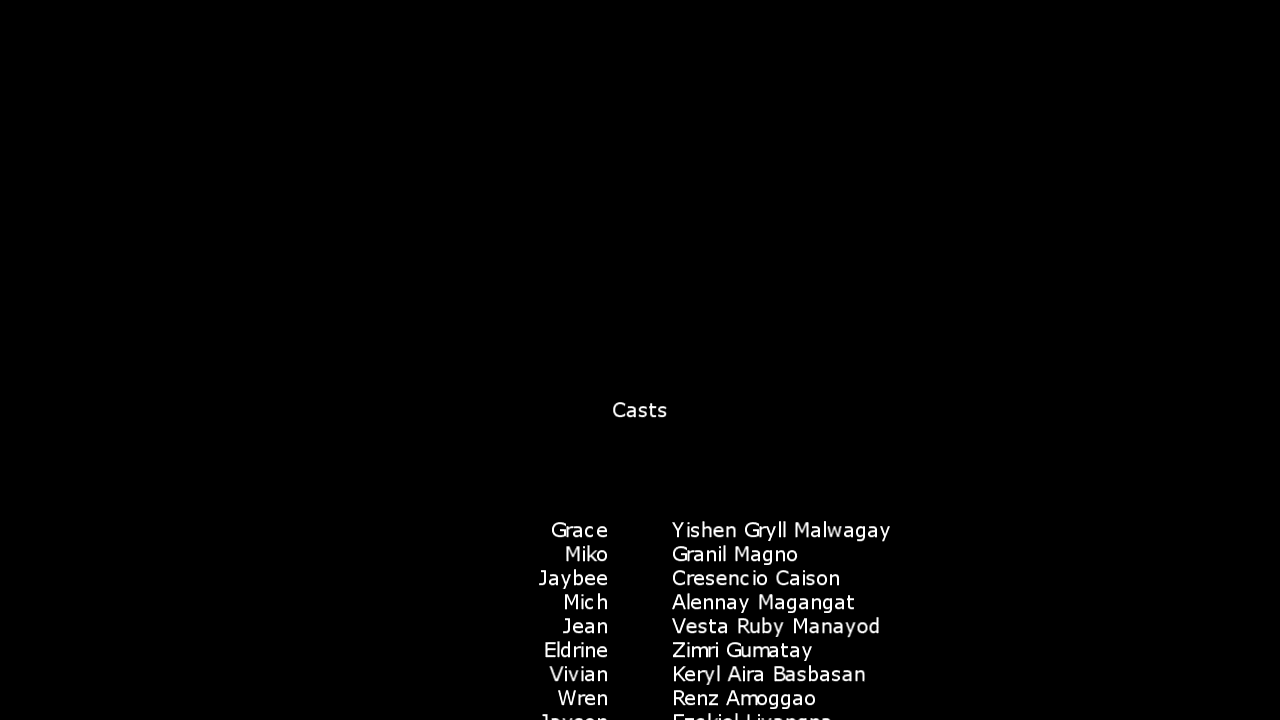 Casts
Grace Yishen Gryll Malwagay
Miko Granil Magno
Jaybee Cresencio Caison
Mich Alennay Magangat
Jean Vesta Ruby Manayod
Eldrine Zimri Gumatay
Vivian Keryl Aira Basbasan
Wren Renz Amoggao